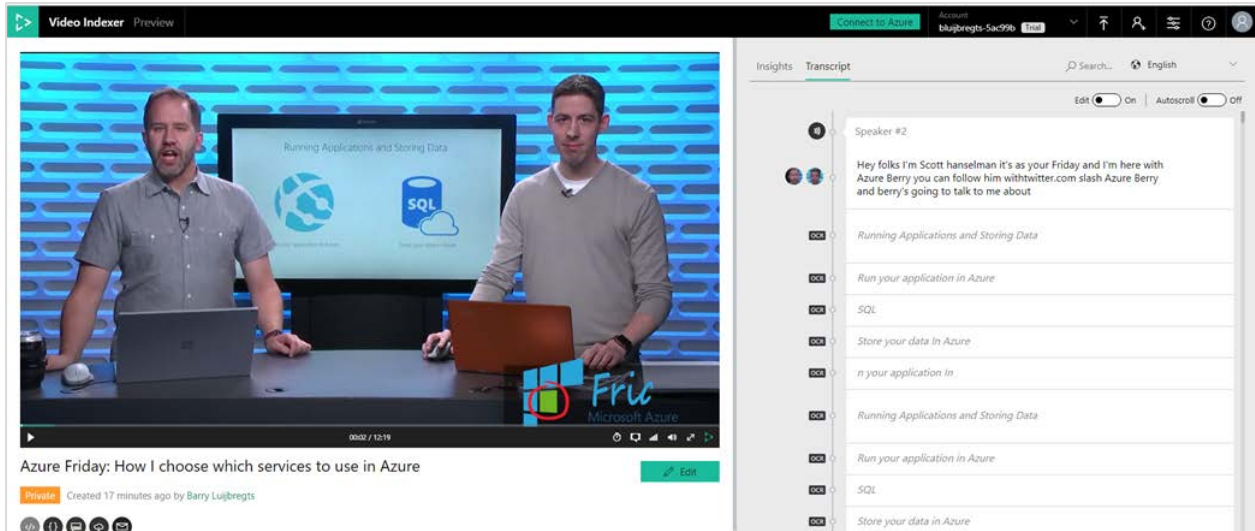 Video Indexer Preview
Connect to Azure
Account
bluijbregts-5ac99b Trial
Running Applications and Storing Data
SQL
Fric
Microsoft Azure
00:02 / 12:19
Azure Friday: How I choose which services to use in Azure
Edit
Private Created 17 minutes ago by Barry Luijbregts
Insights Transcript
Search... English
Edit On | Autoscroll Off
Speaker #2
Hey folks I'm Scott hanselman it's as your Friday and I'm here with
Azure Berry you can follow him withtwitter.com slash Azure Berry
and berry's going to talk to me about
OCR Running Applications and Storing Data
OCR Run your application in Azure
OCR SQL
OCR Store your data In Azure
OCR n your application In
OCR Running Applications and Storing Data
OCR Run your application in Azure
OCR SQL
OCR Store your data in Azure